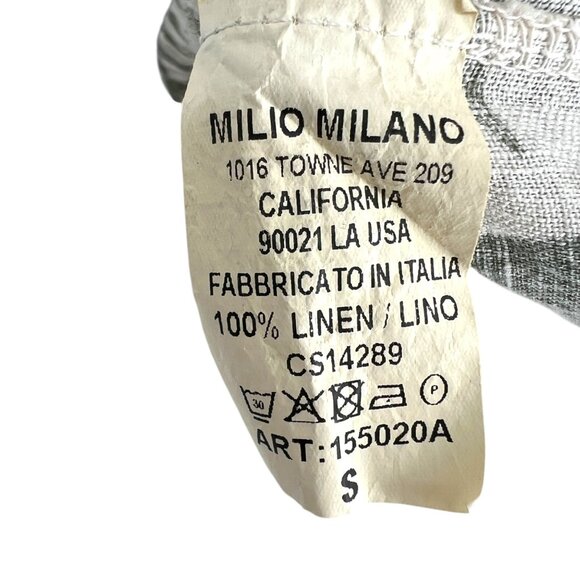 MILIO MILANO
1016 TOWNE AVE 209
CALIFORNIA
90021 LA USA
FABBRICATO IN ITALIA
100% LINEN / LINO
CS14289
30 P
ART:155020A
S